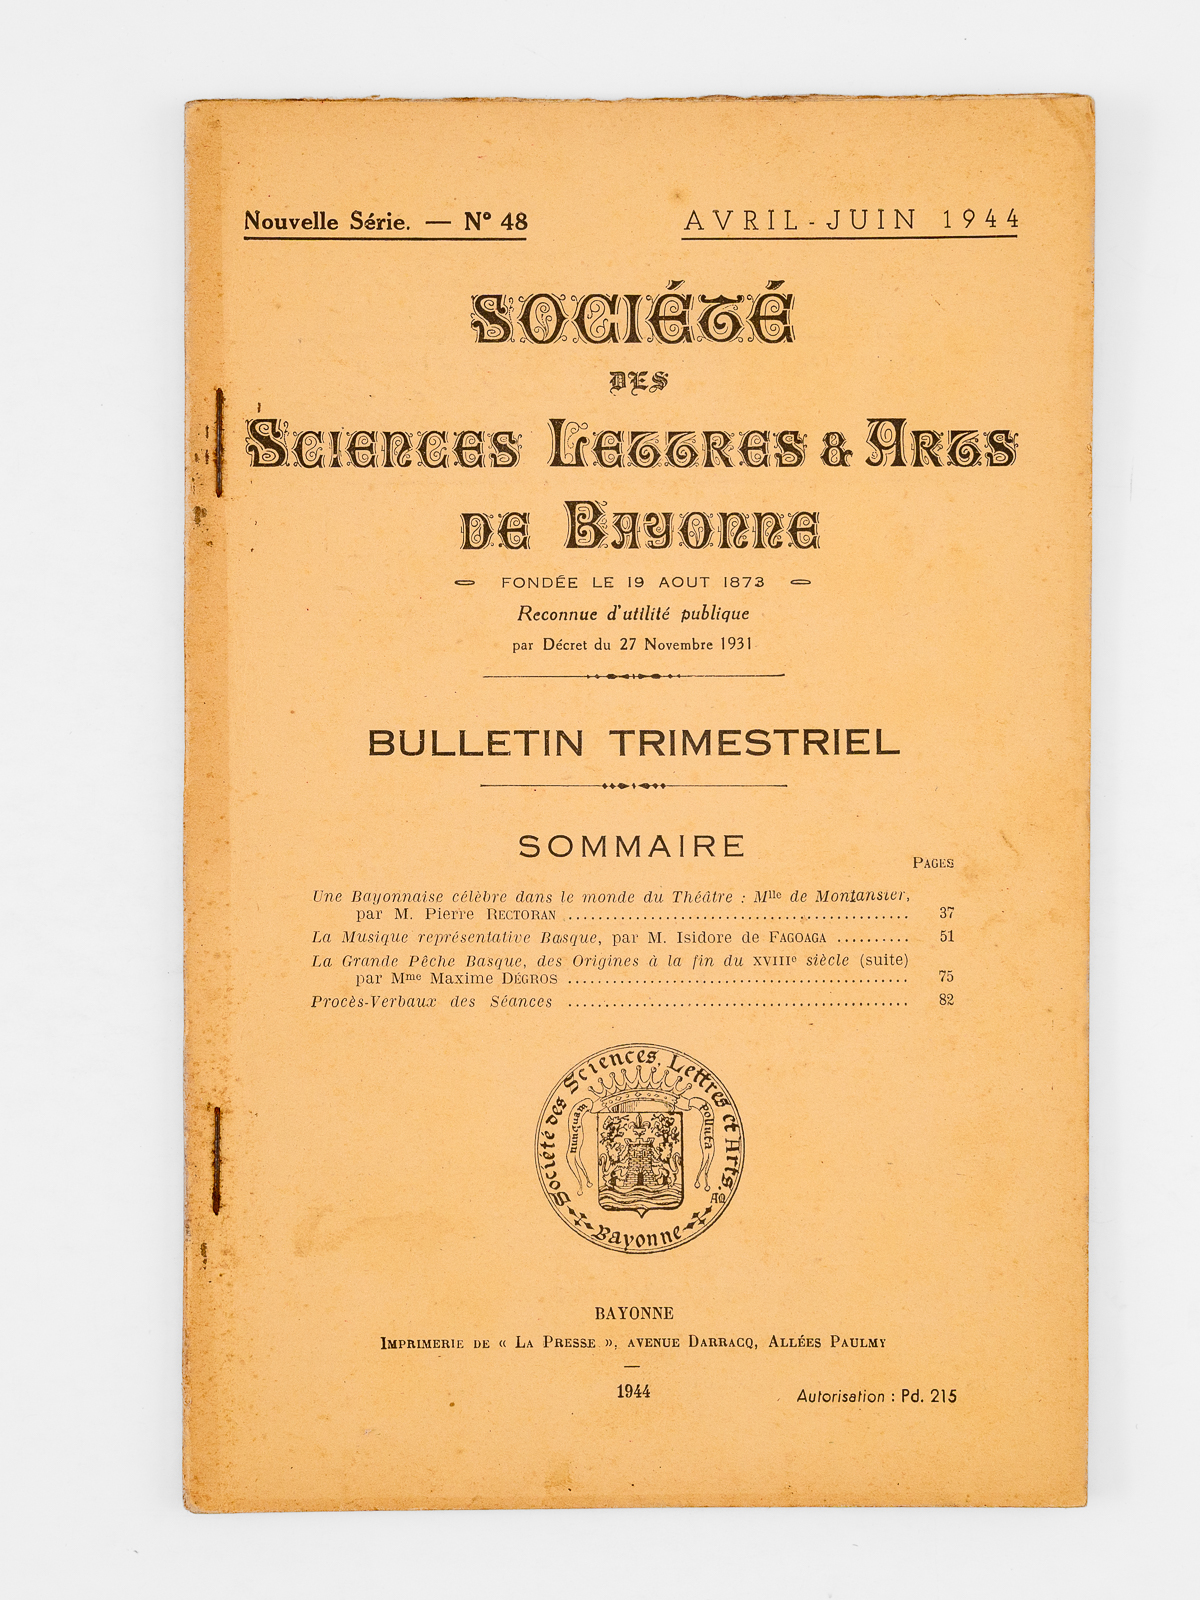 Nouvelle Série. — N° 48
AVRIL - JUIN 1944
SOCIÉTÉ
DES
SCIENCES LETTRES & ARTS
DE BAYONNE
FONDÉE LE 19 AOUT 1873
Reconnue d'utilité publique
par Décret du 27 Novembre 1931
BULLETIN TRIMESTRIEL
SOMMAIRE
PAGES
Une Bayonnaise célèbre dans le monde du Théâtre : Mlle de Montansier,
par M. Pierre RECTORAN .......... 37
La Musique représentative Basque, par M. Isidore de FAGOAGA .......... 51
La Grande Pêche Basque, des Origines à la fin du XVIIIe siècle (suite)
par Mme Maxime DÉGROS .......... 75
Procès-Verbaux des Séances .......... 82
Société des Sciences, Lettres et Arts.
nunquam polluta
AQ
Bayonne
BAYONNE
IMPRIMERIE DE « LA PRESSE », AVENUE DARRACQ, ALLÉES PAULMY
—
1944
Autorisation : Pd. 215